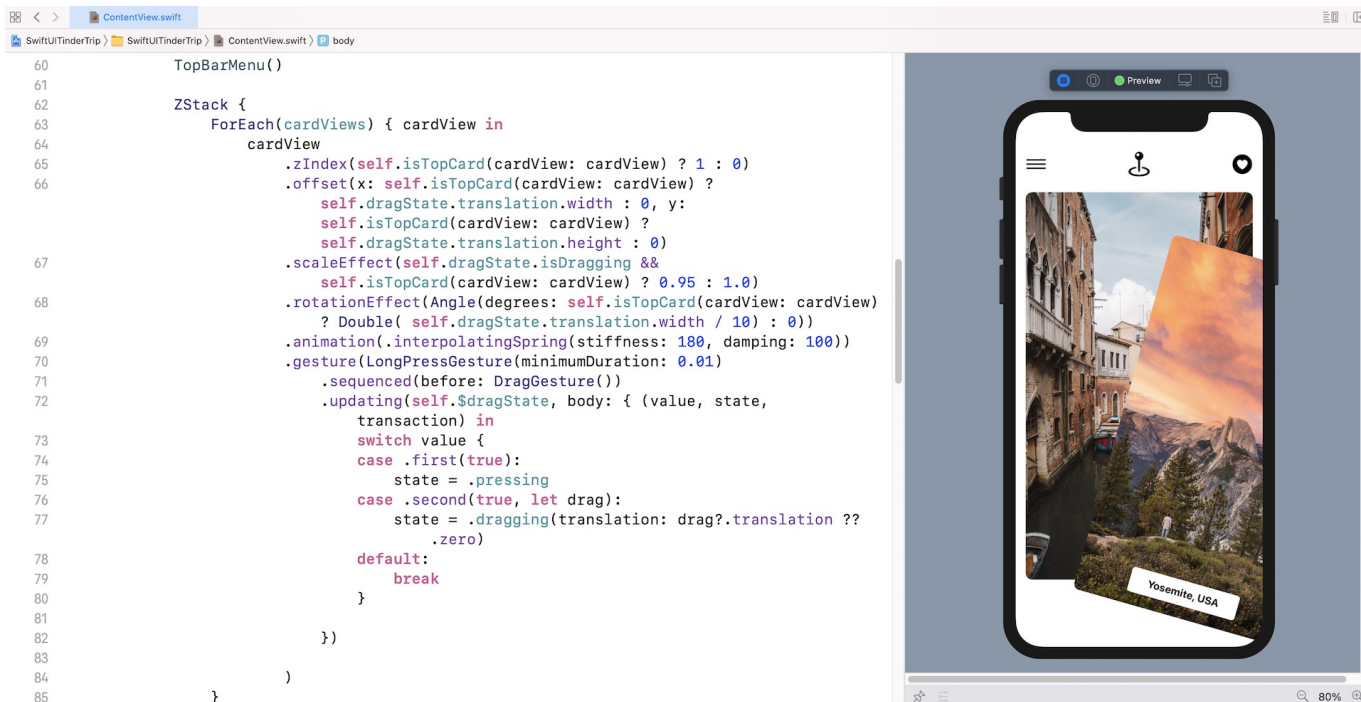 ContentView.swift
SwiftUITinderTrip 〉 SwiftUITinderTrip 〉 ContentView.swift 〉 P body
60 TopBarMenu()
61
62 ZStack {
63 ForEach(cardViews) { cardView in
64 cardView
65 .zIndex(self.isTopCard(cardView: cardView) ? 1 : 0)
66 .offset(x: self.isTopCard(cardView: cardView) ?
self.dragState.translation.width : 0, y:
self.isTopCard(cardView: cardView) ?
self.dragState.translation.height : 0)
67 .scaleEffect(self.dragState.isDragging &&
self.isTopCard(cardView: cardView) ? 0.95 : 1.0)
68 .rotationEffect(Angle(degrees: self.isTopCard(cardView: cardView)
? Double( self.dragState.translation.width / 10) : 0))
69 .animation(.interpolatingSpring(stiffness: 180, damping: 100))
70 .gesture(LongPressGesture(minimumDuration: 0.01)
71 .sequenced(before: DragGesture())
72 .updating(self.$dragState, body: { (value, state,
transaction) in
73 switch value {
74 case .first(true):
75 state = .pressing
76 case .second(true, let drag):
77 state = .dragging(translation: drag?.translation ??
.zero)
78 default:
79 break
80 }
81
82 })
83
84 )
85 }
Preview
Yosemite, USA
80%